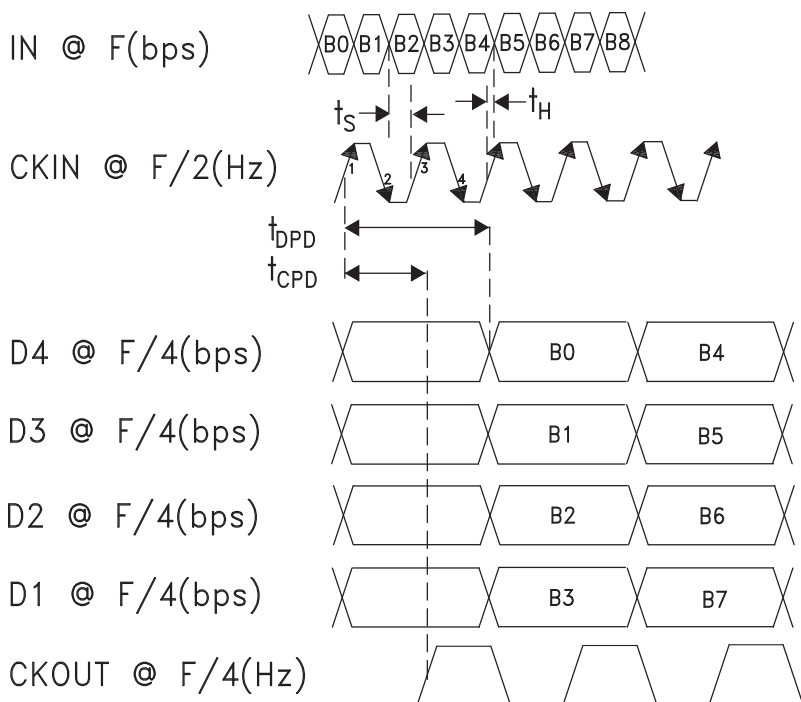 IN @ F(bps)
B0 B1 B2 B3 B4 B5 B6 B7 B8
tS tH
CKIN @ F/2(Hz)
1 2 3 4
tDPD
tCPD
D4 @ F/4(bps) B0 B4
D3 @ F/4(bps) B1 B5
D2 @ F/4(bps) B2 B6
D1 @ F/4(bps) B3 B7
CKOUT @ F/4(Hz)